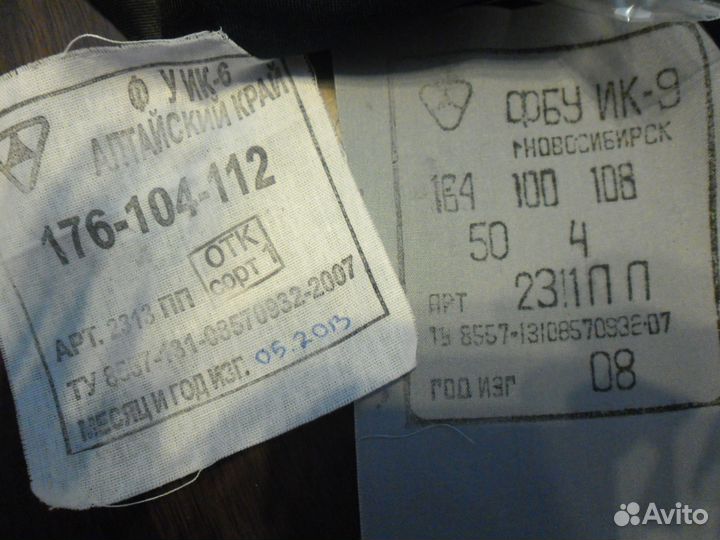 Ф УИК-6
АЛТАЙСКИЙ КРАЙ
176-104-112
ОТК
сорт 1
АРТ. 2313 ПП
ТУ 8557-131-08570932-2007
МЕСЯЦ И ГОД ИЗГ. 05.2013
ФБУ ИК-9
г НОВОСИБИРСК
164 100 108
50 4
АРТ 2311П П
ТУ 8557-13108570932-07
ГОД ИЗГ 08
Avito